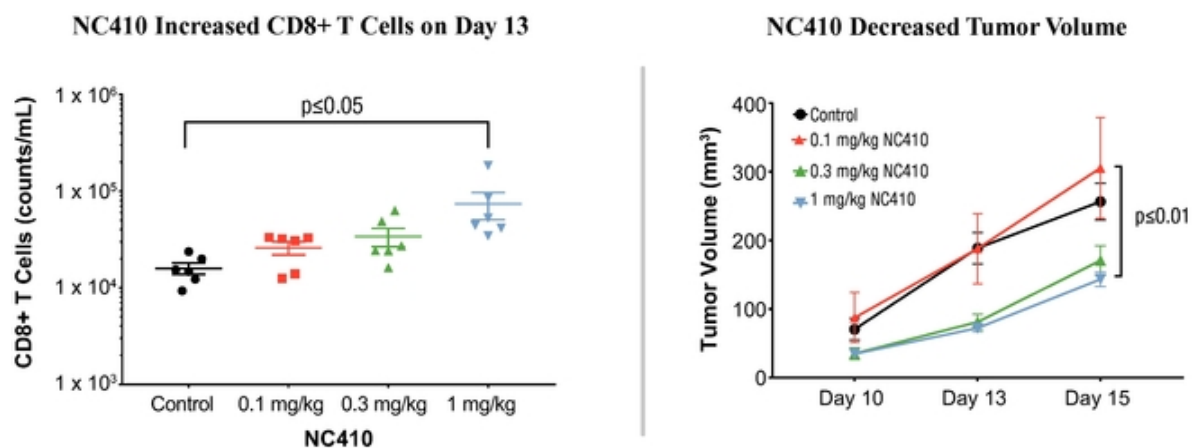 NC410 Increased CD8+ T Cells on Day 13
CD8+ T Cells (counts/mL)
1 x 10⁶
1 x 10⁵
1 x 10⁴
1 x 10³
p≤0.05
Control
0.1 mg/kg
0.3 mg/kg
1 mg/kg
NC410
NC410 Decreased Tumor Volume
Tumor Volume (mm³)
400
300
200
100
0
Control
0.1 mg/kg NC410
0.3 mg/kg NC410
1 mg/kg NC410
p≤0.01
Day 10
Day 13
Day 15